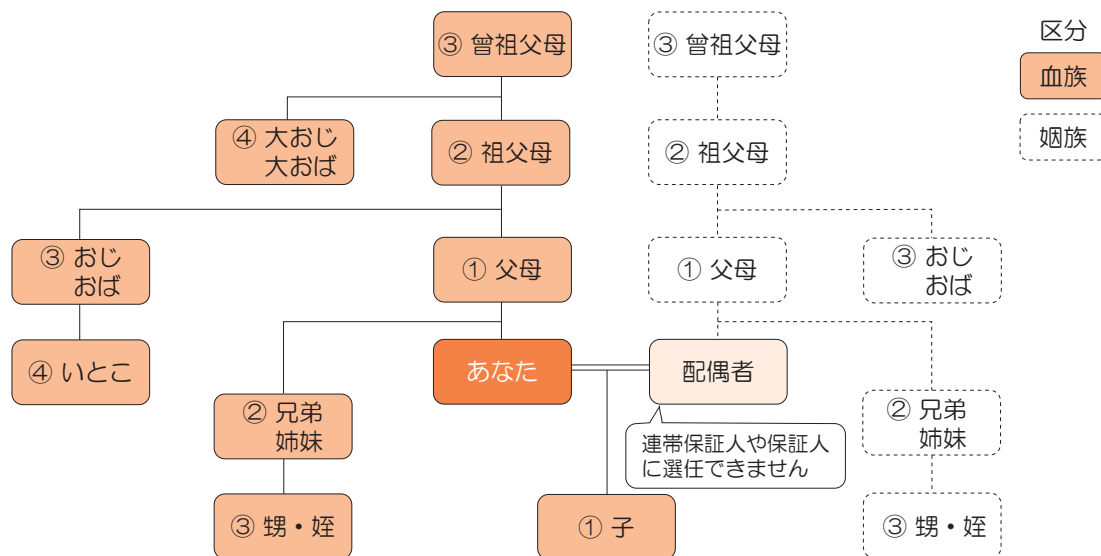 ③ 曾祖父母
③ 曾祖父母
区分
血族
姻族
④ 大おじ
大おば
② 祖父母
② 祖父母
③ おじ
おば
① 父母
① 父母
③ おじ
おば
④ いとこ
あなた
配偶者
② 兄弟
姉妹
連帯保証人や保証人
に選任できません
② 兄弟
姉妹
③ 甥・姪
① 子
③ 甥・姪